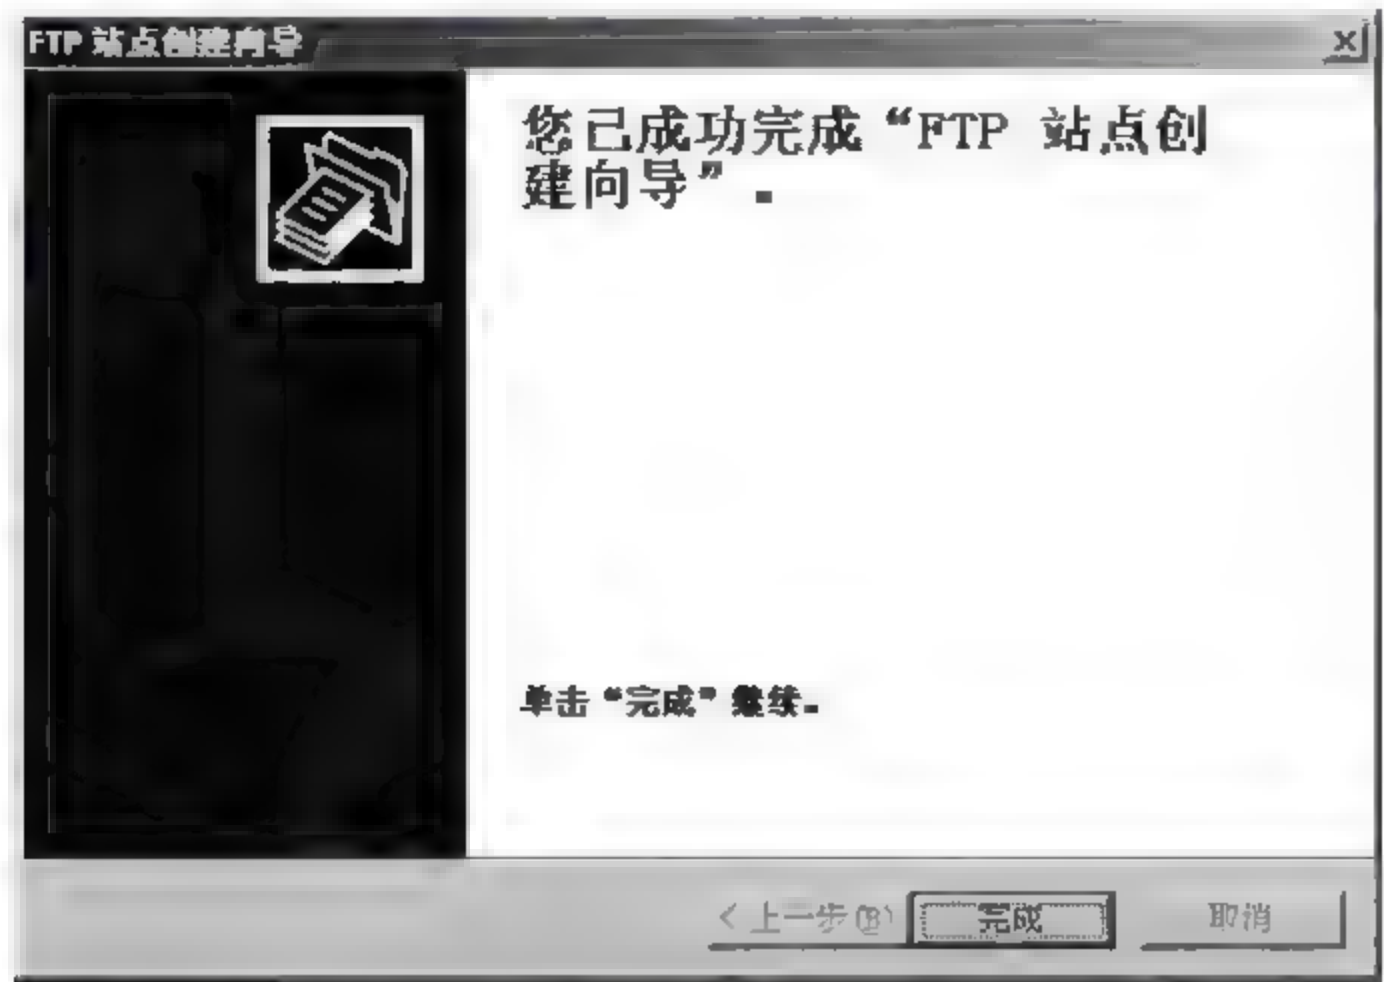 FTP 站点创建向导
您已成功完成“FTP 站点创
建向导”。
单击“完成”继续。
< 上一步(B)
完成
取消